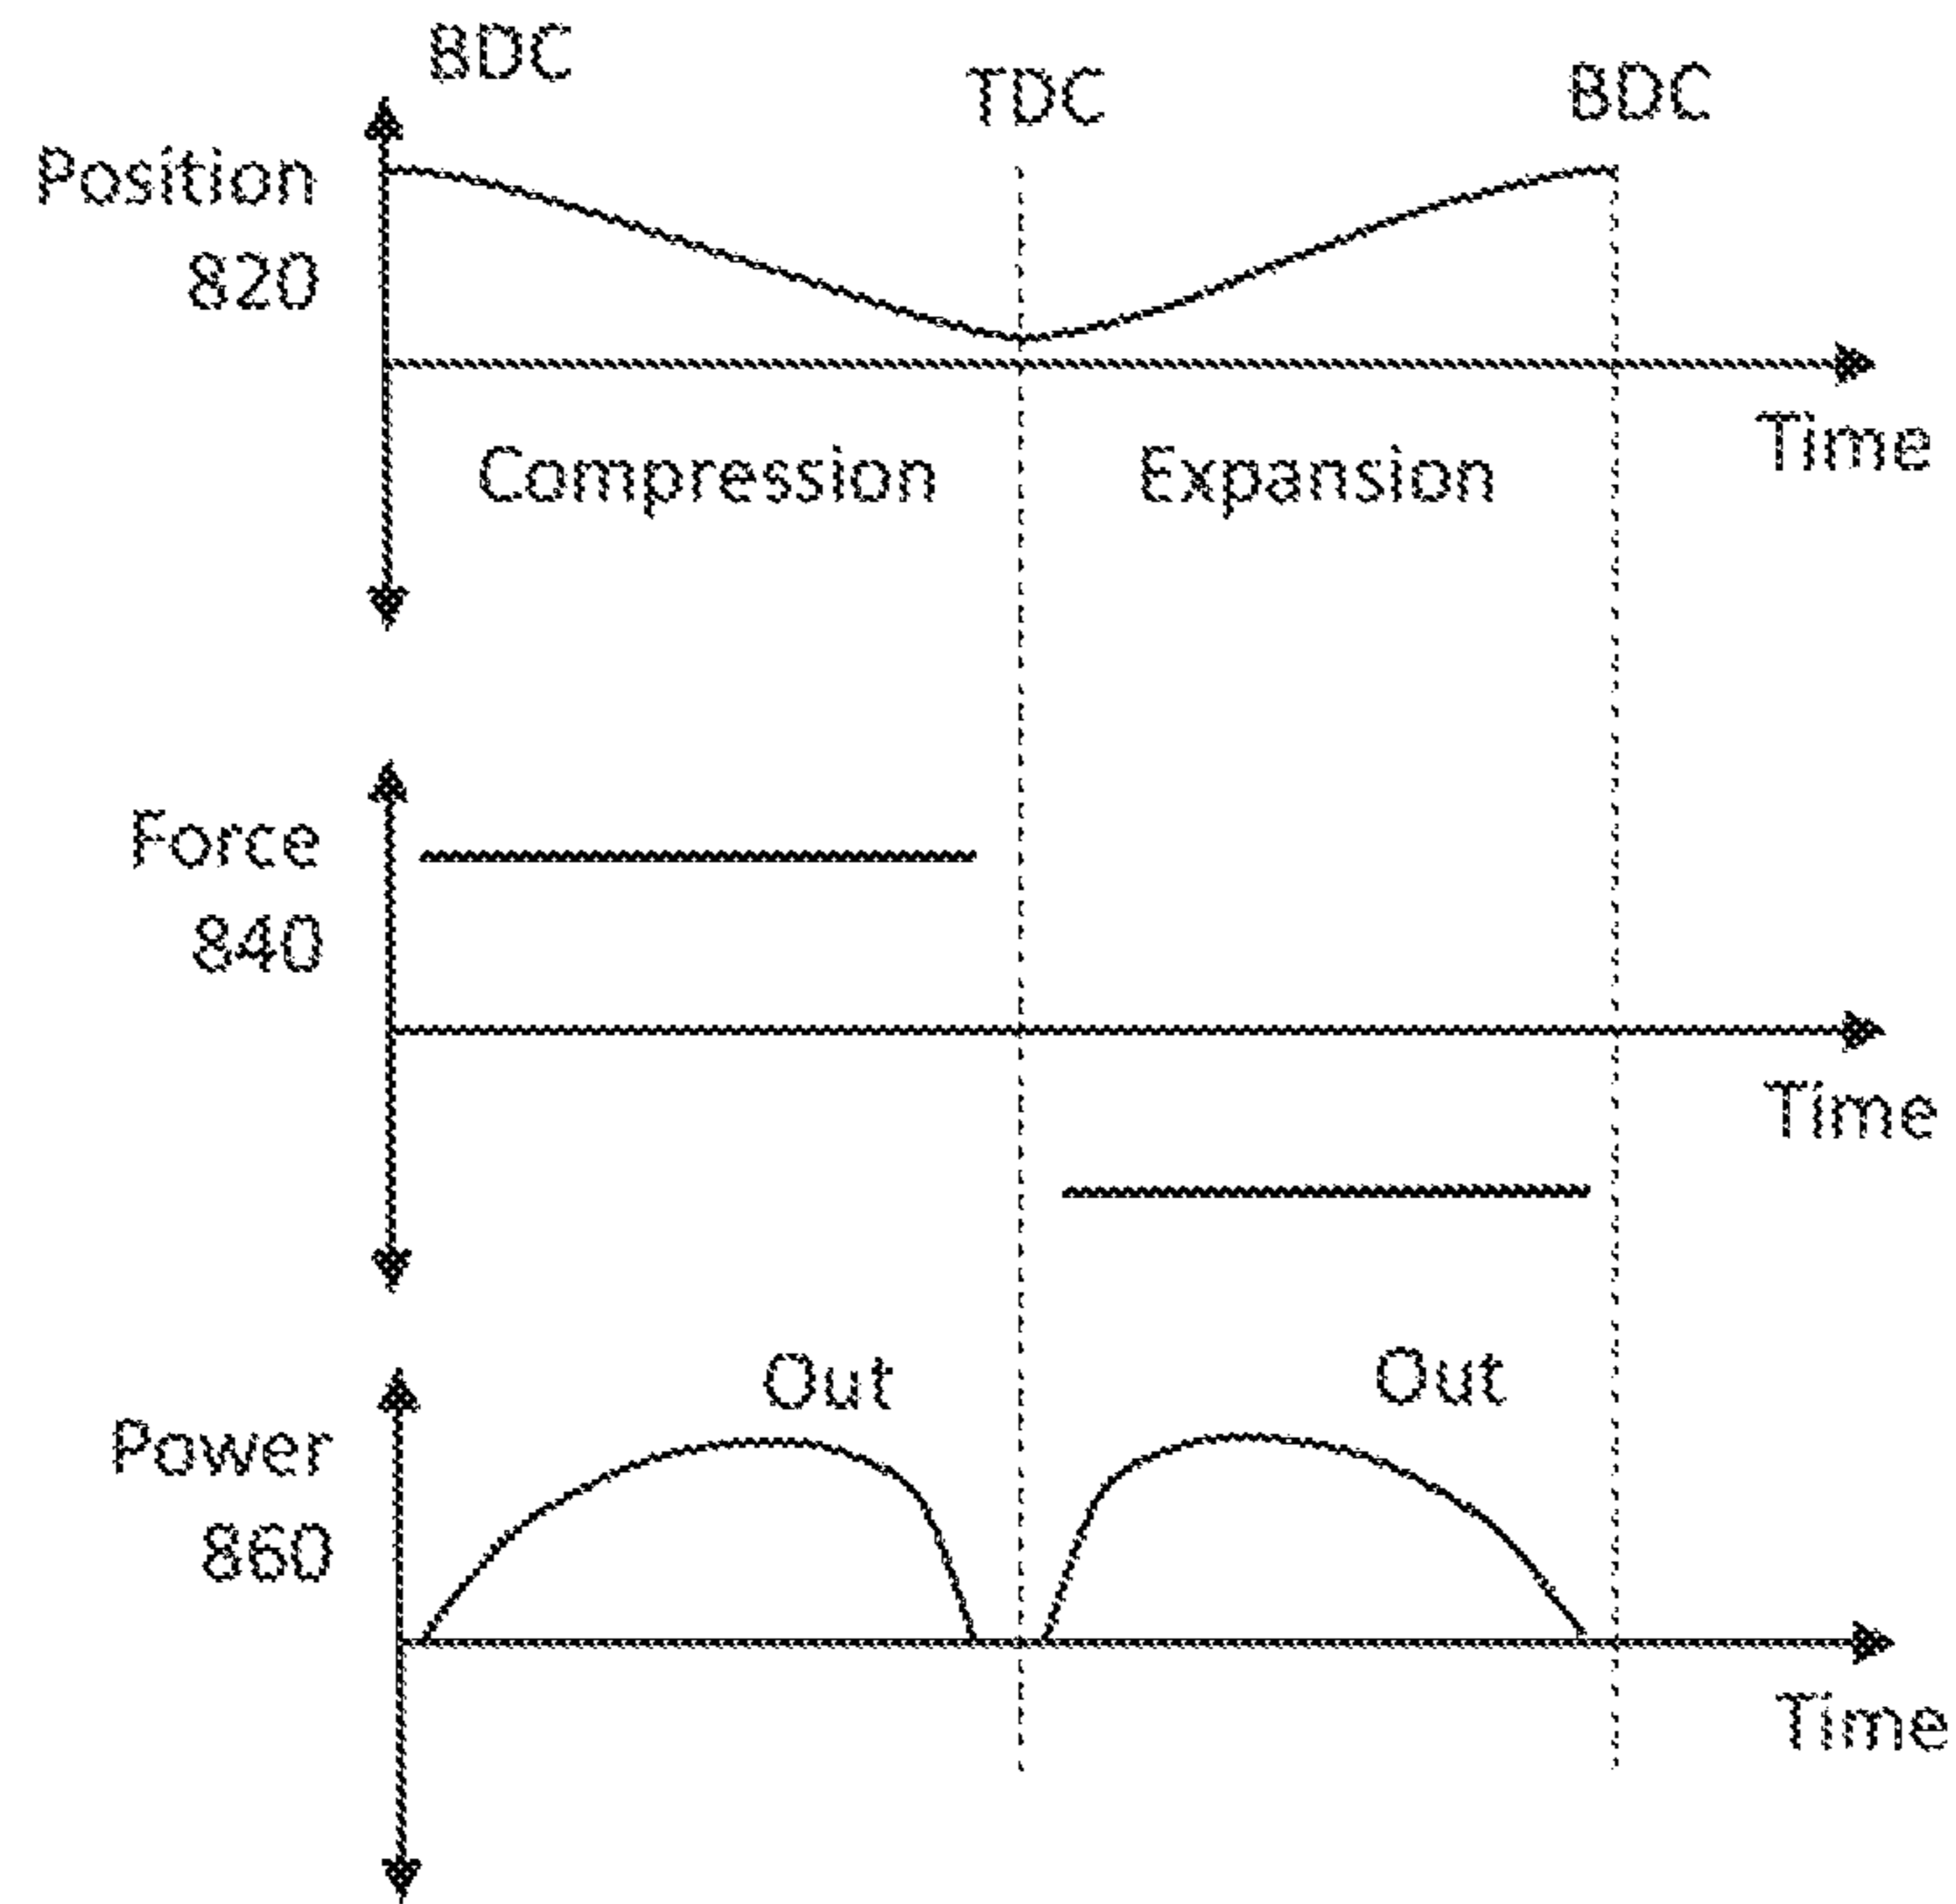 BDC
TDC
BDC
Position
820
Time
Compression
Expansion
Force
840
Time
Out
Out
Power
860
Time